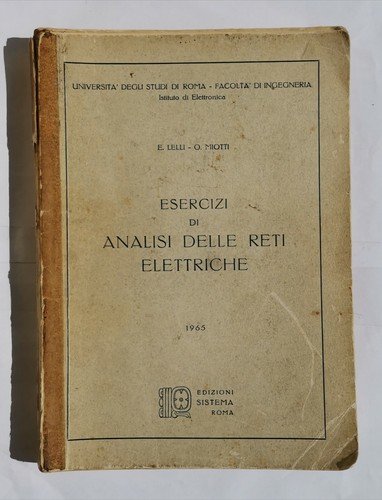 UNIVERSITA' DEGLI STUDI DI ROMA - FACOLTA' DI INGEGNERIA
Istituto di Elettronica
E. LELLI - O. MIOTTI
ESERCIZI
DI
ANALISI DELLE RETI
ELETTRICHE
1965
EDIZIONI
SISTEMA
ROMA